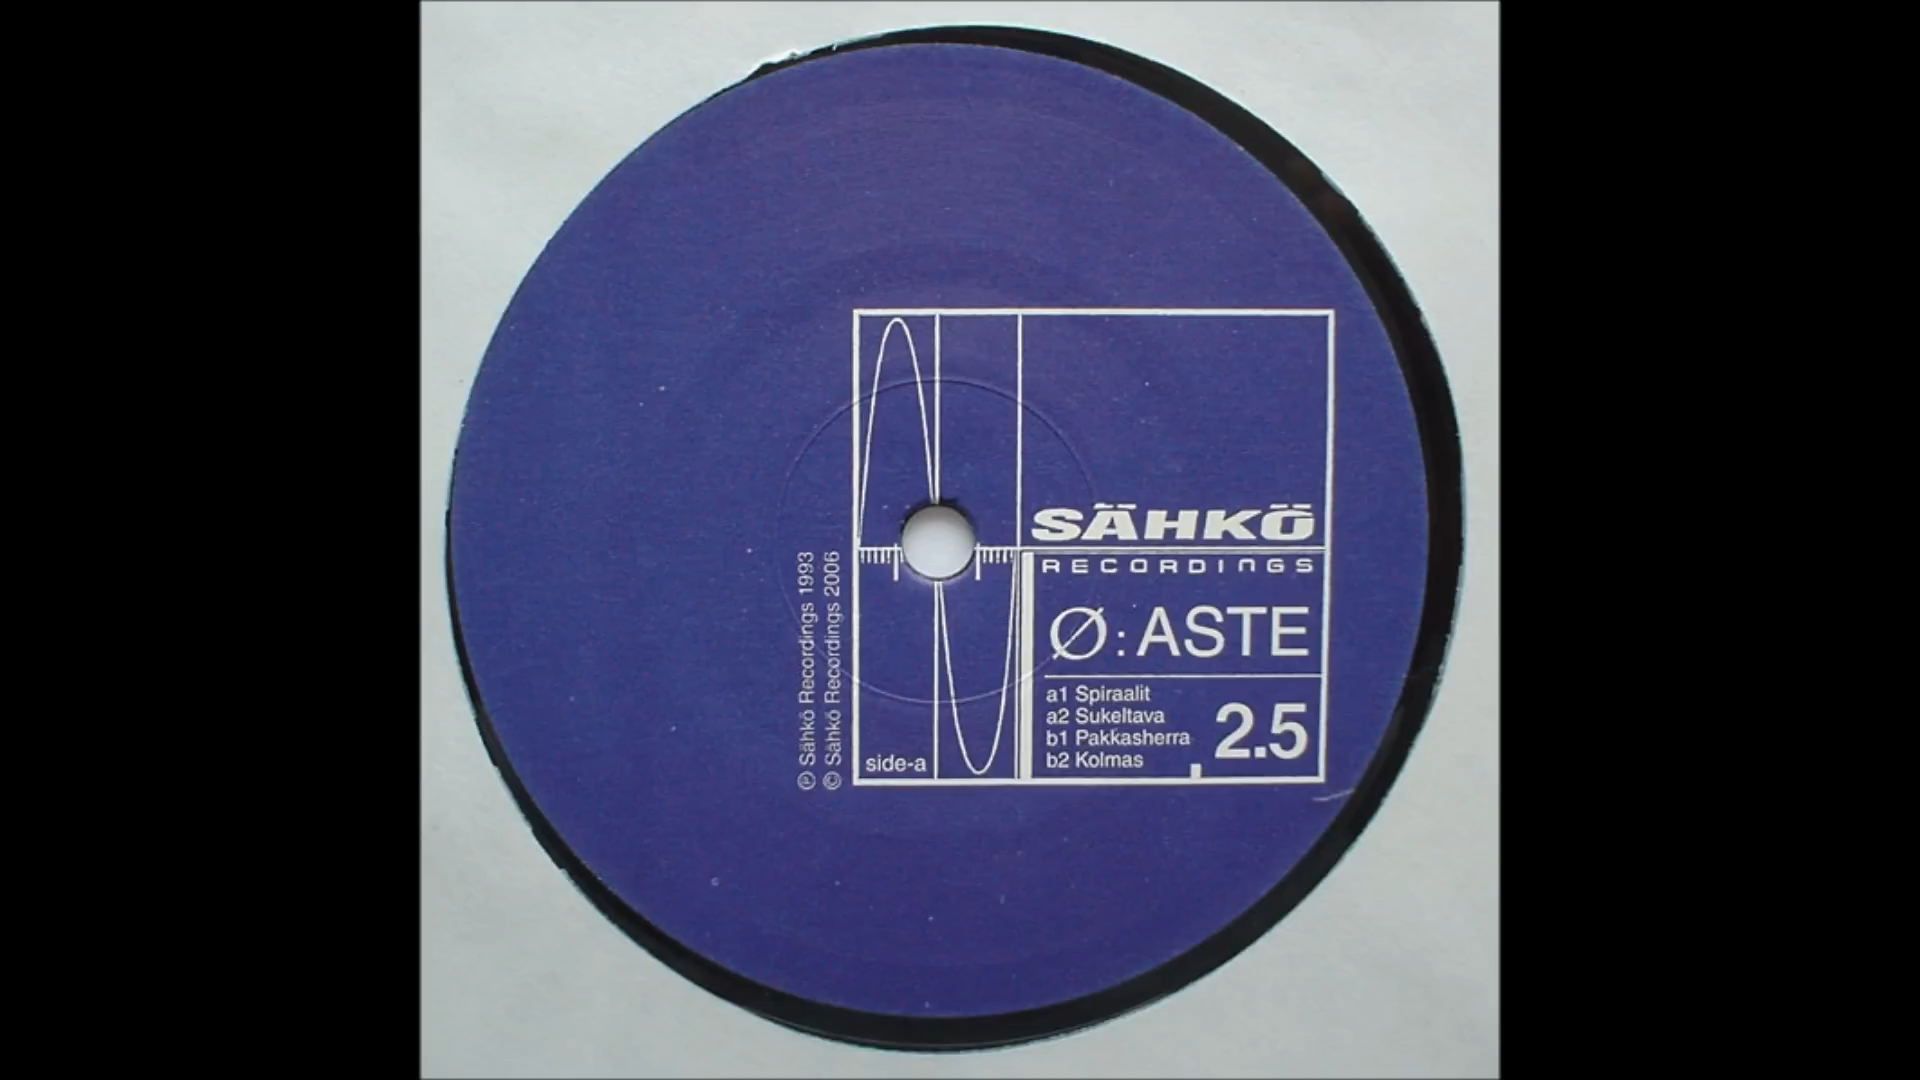 SÄHKÖ
RECORDINGS
Ø: ASTE
a1 Spiraalit
a2 Sukeltava
b1 Pakkasherra
b2 Kolmas
2.5
side-a
℗ Sähkö Recordings 1993
© Sähkö Recordings 2006